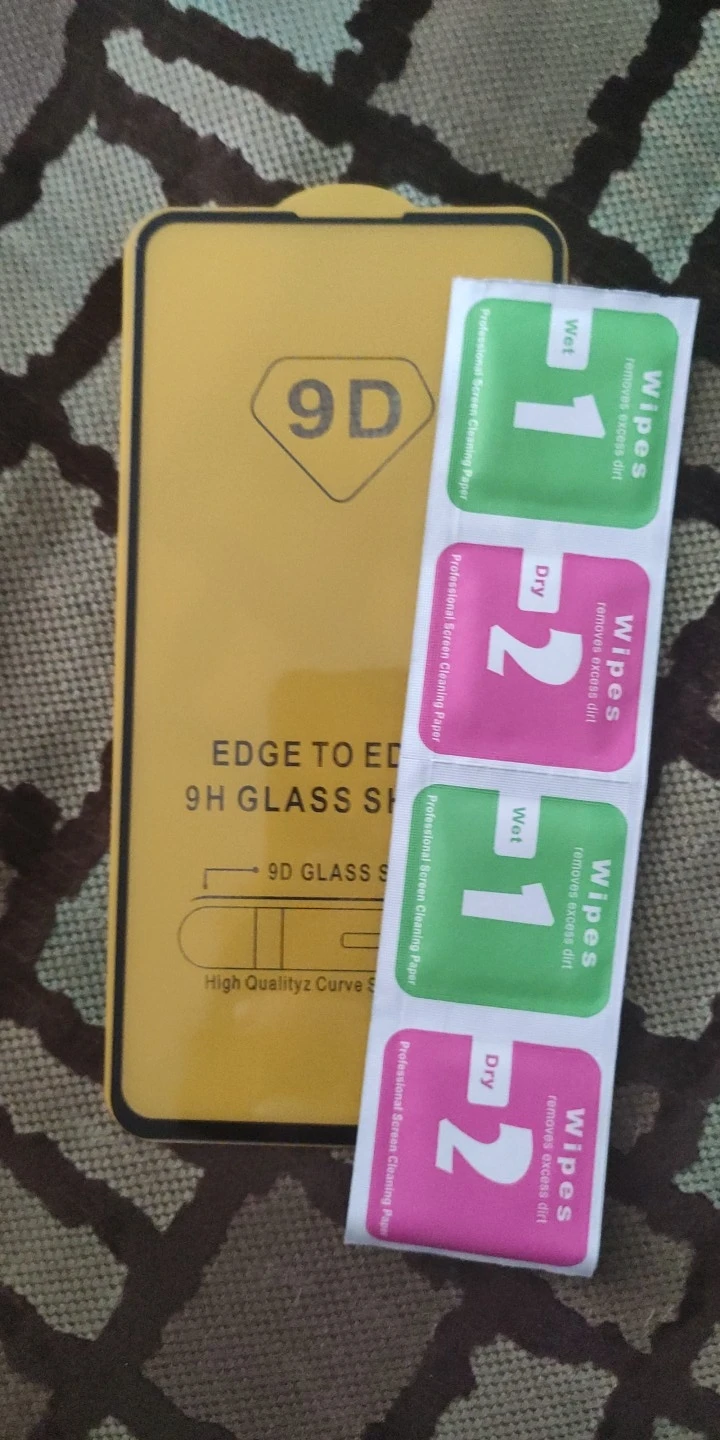 9D
EDGE TO ED
9H GLASS SH
9D GLASS S
High Qualityz Curve S
Wipes
removes excess dirt
Wet
1
Professional Screen Cleaning Paper
Wipes
removes excess dirt
Dry
2
Professional Screen Cleaning Paper
Wipes
removes excess dirt
Wet
1
Professional Screen Cleaning Paper
Wipes
removes excess dirt
Dry
2
Professional Screen Cleaning Paper